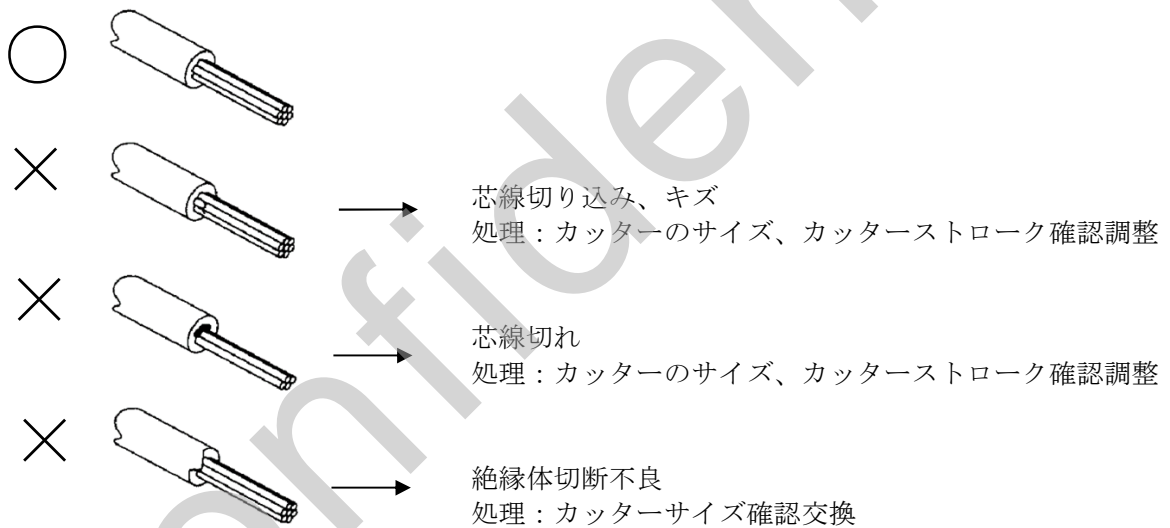 芯線切り込み、キズ
処理：カッターのサイズ、カッターストローク確認調整
芯線切れ
処理：カッターのサイズ、カッターストローク確認調整
絶縁体切断不良
処理：カッターサイズ確認交換